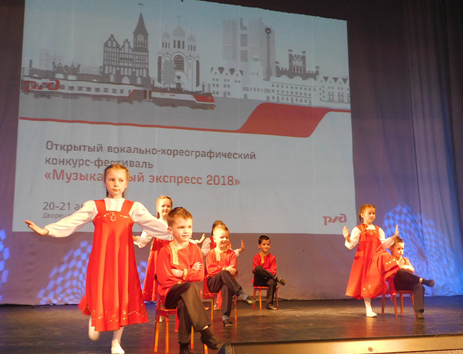 Открытый вокально-хореографический
конкурс-фестиваль
«Музыкальный экспресс 2018»
20-21
ржд